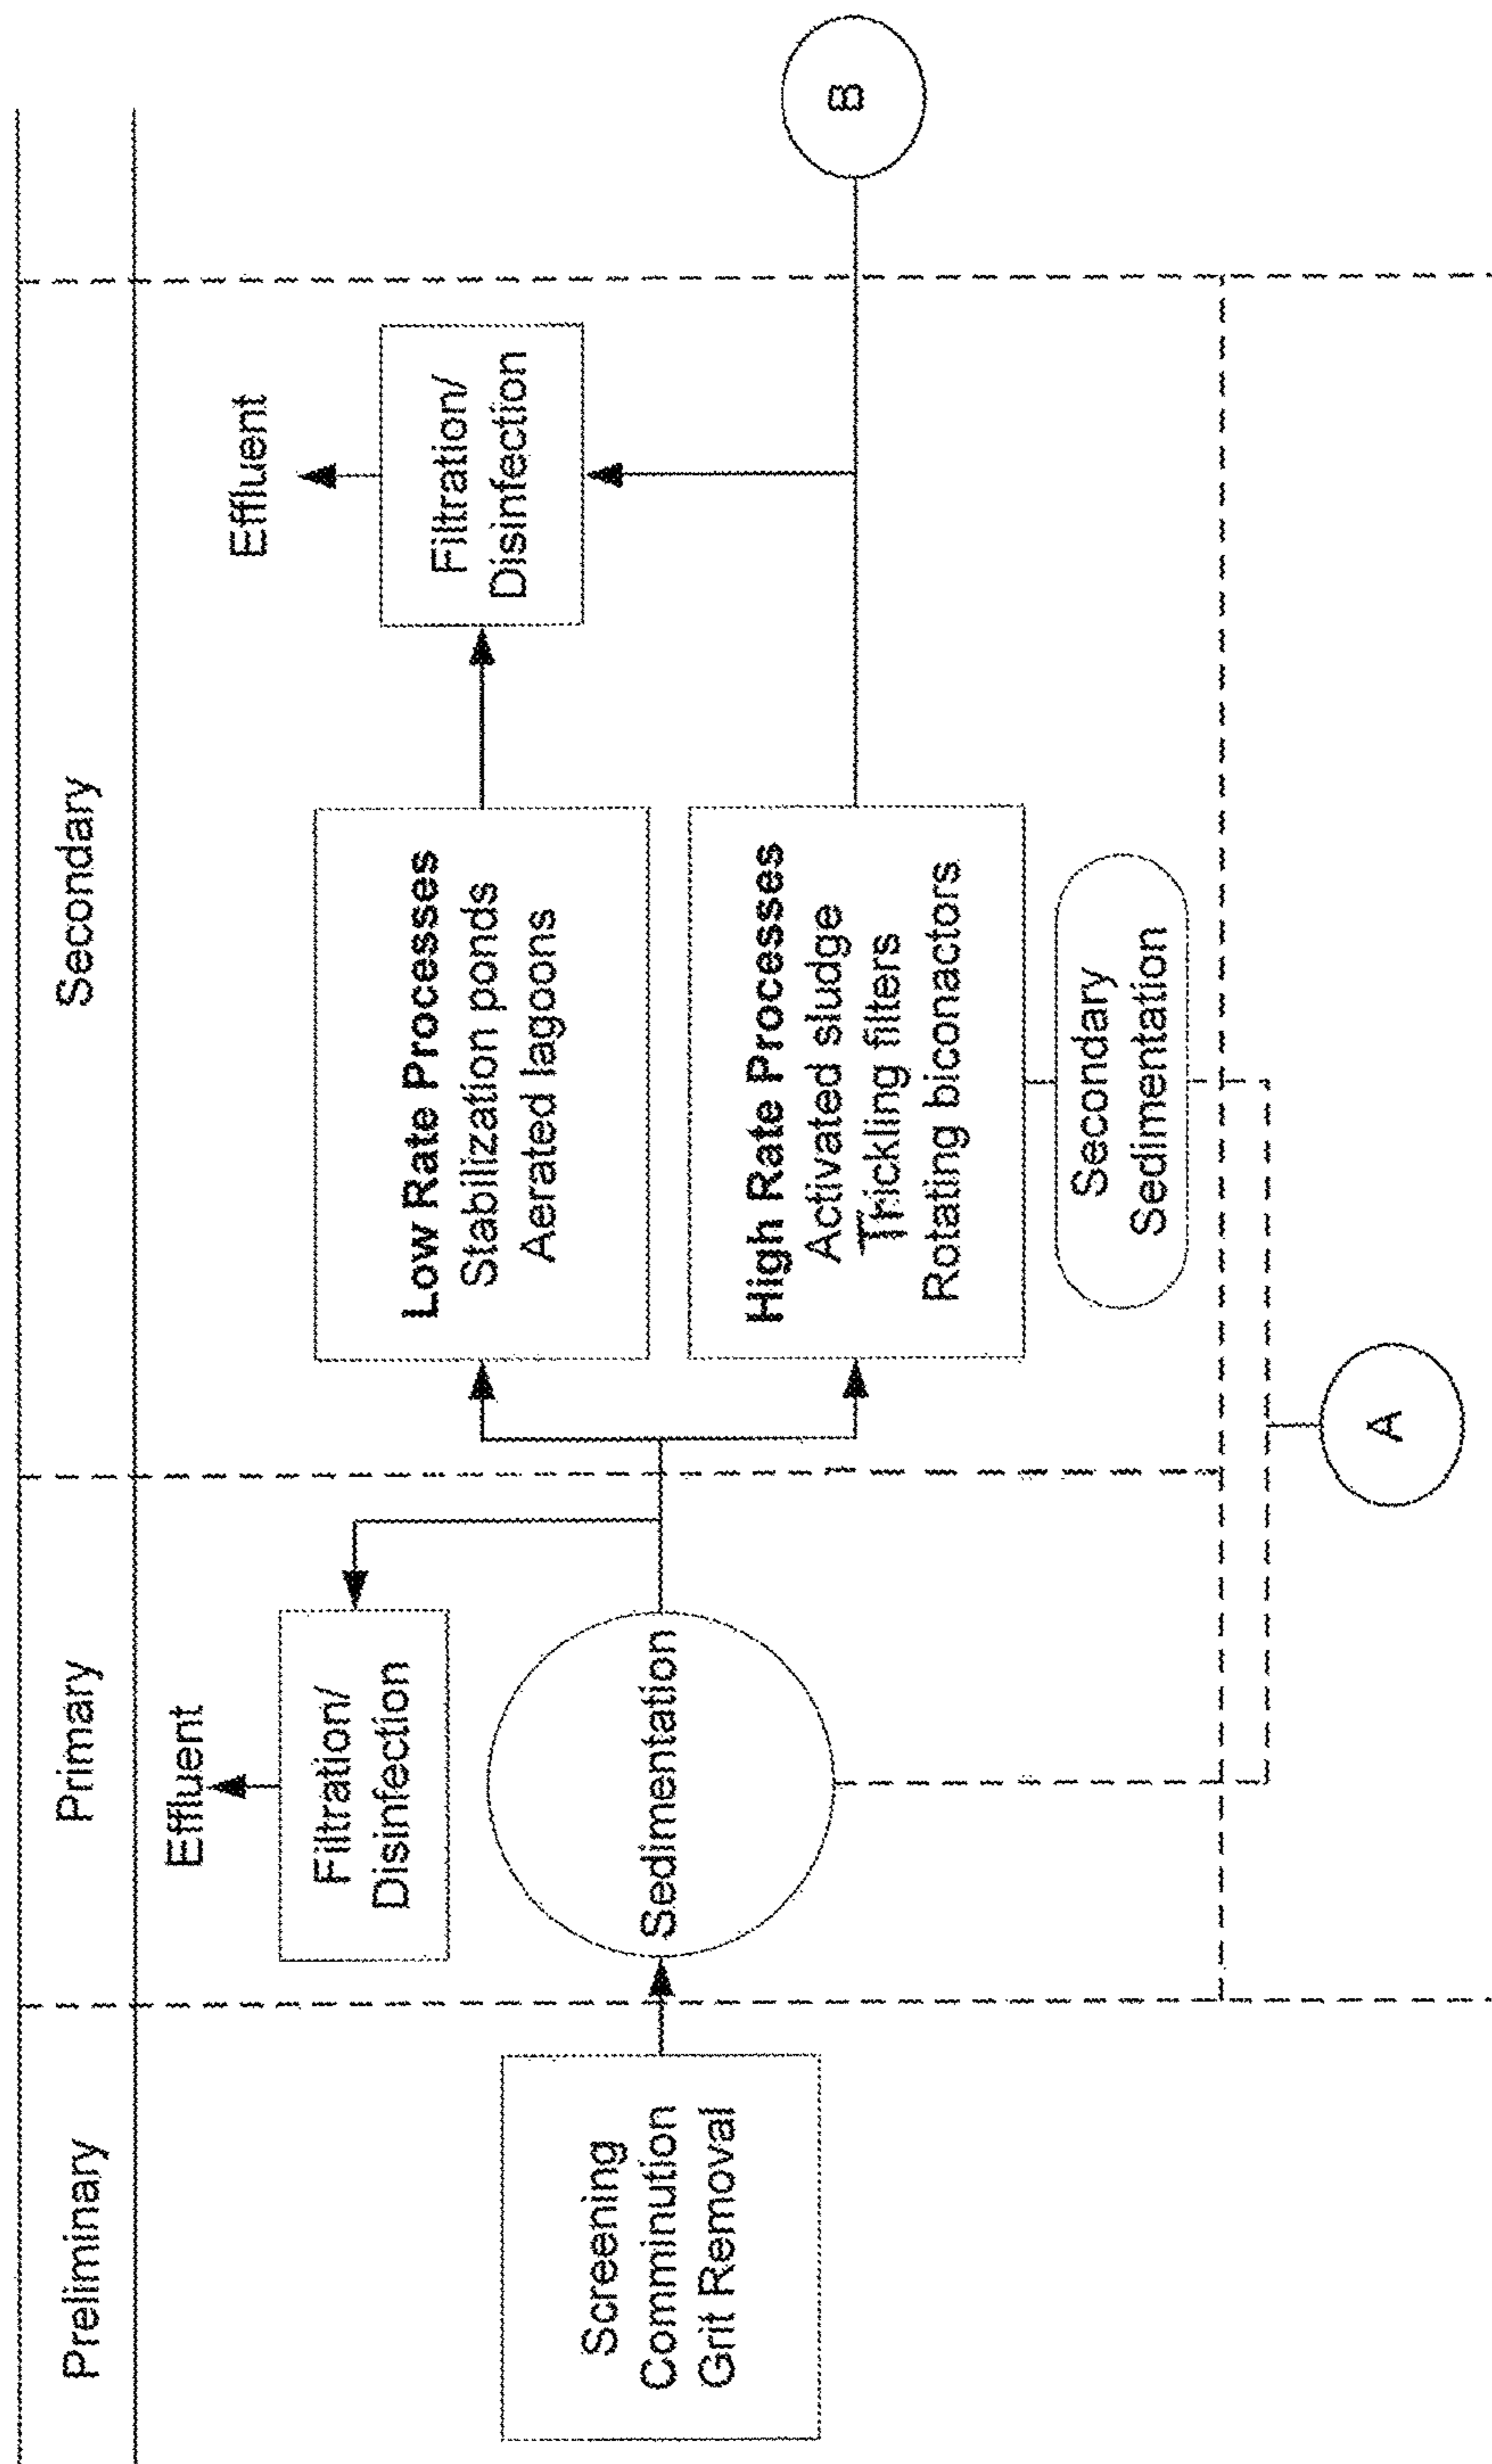 Preliminary
Primary
Secondary
Screening
Comminution
Grit Removal
Effluent
Filtration/
Disinfection
Sedimentation
Low Rate Processes
Stabilization ponds
Aerated lagoons
High Rate Processes
Activated sludge
Trickling filters
Rotating biconactors
Secondary
Sedimentation
Effluent
Filtration/
Disinfection
A
B